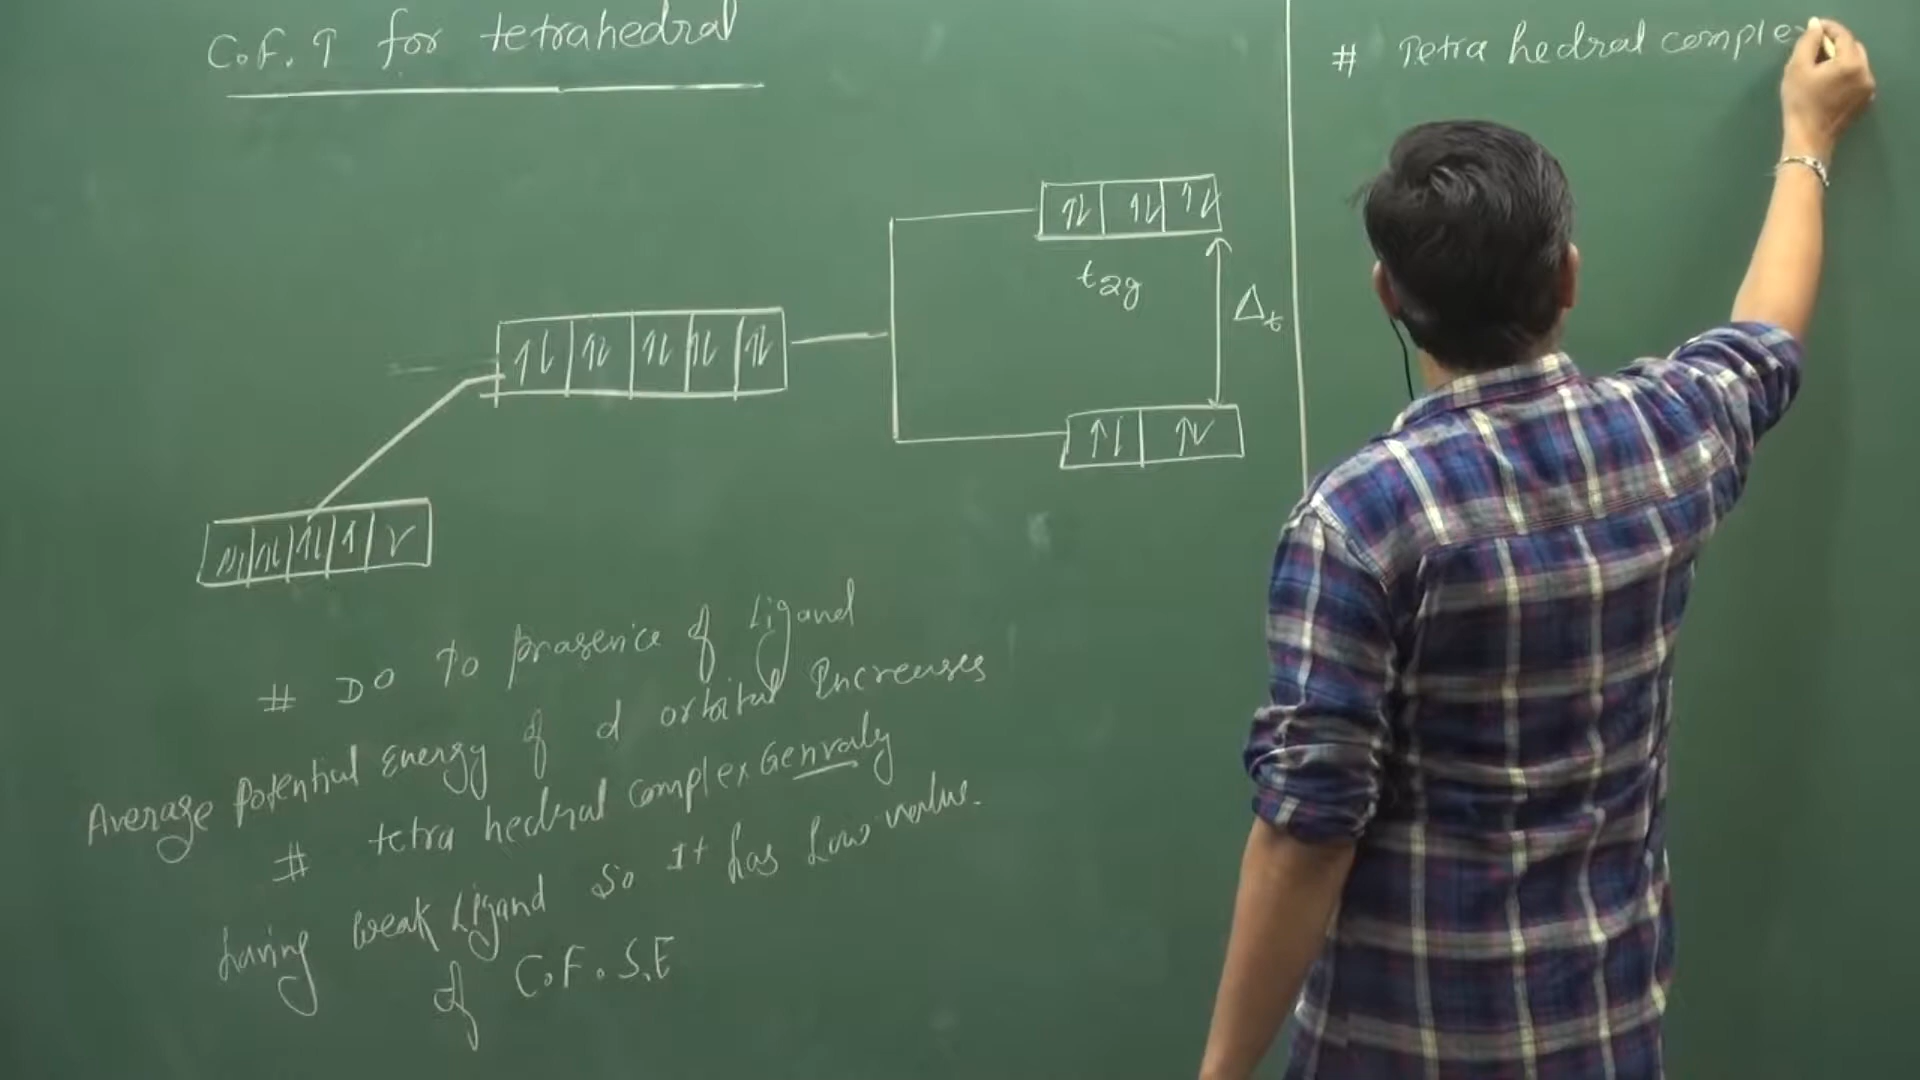 C.F.T for tetrahedral
# Tetra hedral complex
t2g
Δt
# DO To prasence of Ligand
Average Potential Energy of d orbital Increases
# tetra hedral complex Genraly
having weak Ligand So It has Low value.
of C.F.S.E